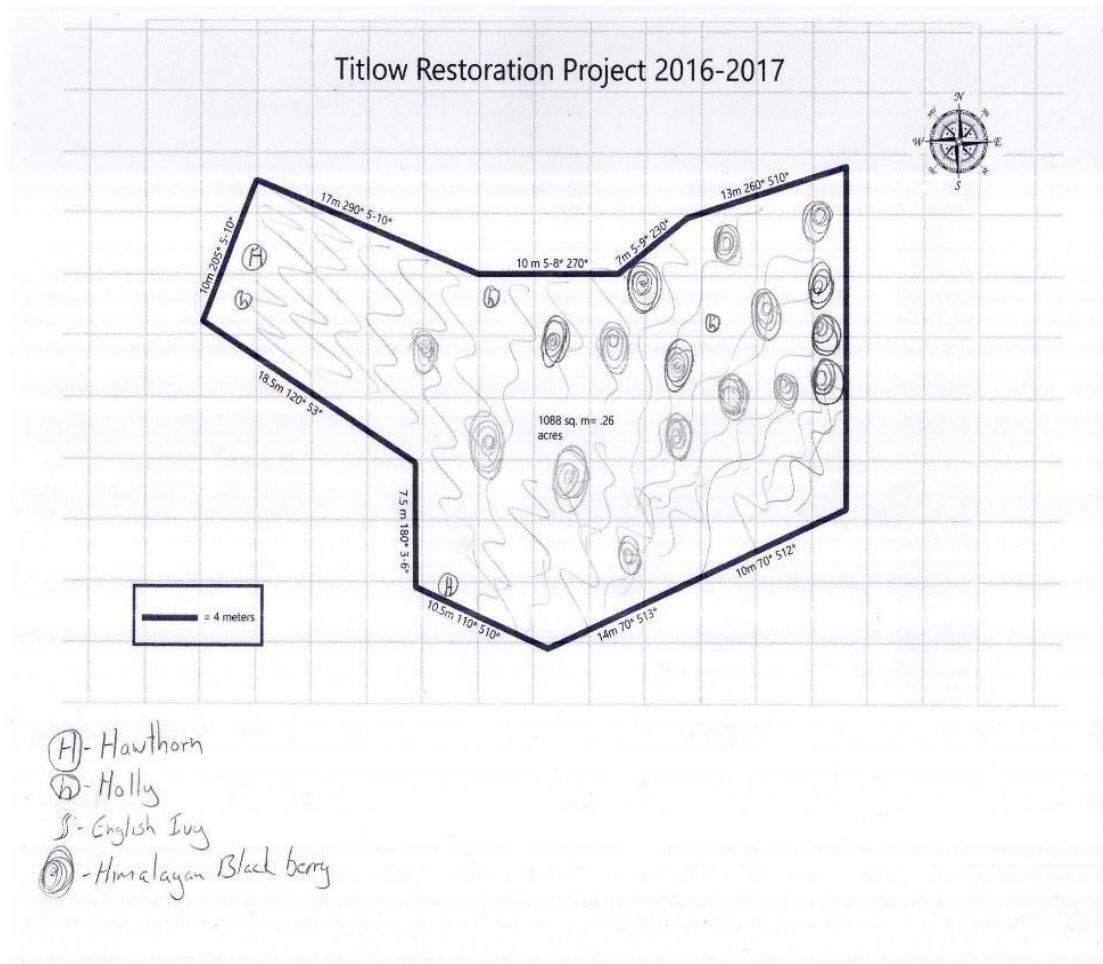 Titlow Restoration Project 2016-2017
N
W
E
S
13m 260* 510*
17m 290* 5-10*
7m 5-9* 230*
10 m 5-8* 270*
10m 205* 5-10*
18.5m 120* 53*
1088 sq. m= .26
acres
7.5 m 180* 3-6*
10m 70* 512*
10.5m 110* 510*
14m 70* 513*
= 4 meters
H
h
h
h
H
H - Hawthorn
h - Holly
S - English Ivy
- Himalayan Black berry